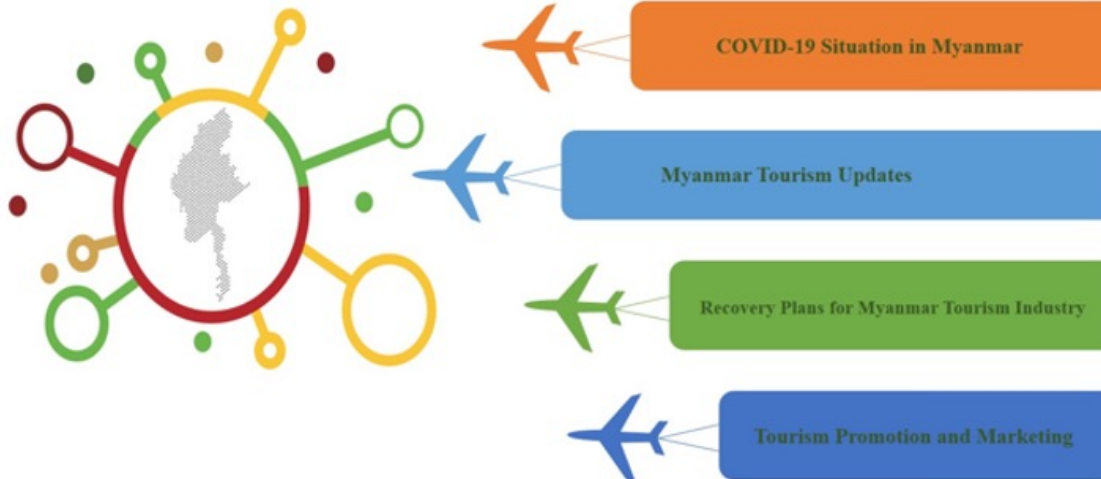 COVID-19 Situation in Myanmar
Myanmar Tourism Updates
Recovery Plans for Myanmar Tourism Industry
Tourism Promotion and Marketing